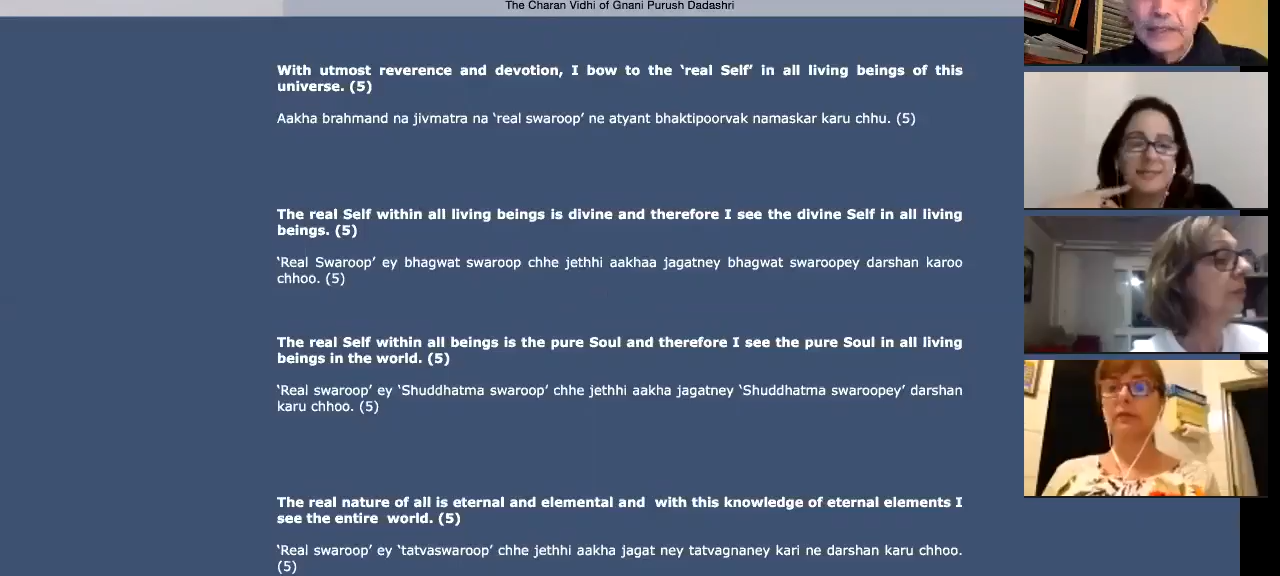 The Charan Vidhi of Gnani Purush Dadashri
With utmost reverence and devotion, I bow to the ‘real Self’ in all living beings of this
universe. (5)
Aakha brahmand na jivmatra na ‘real swaroop’ ne atyant bhaktipoorvak namaskar karu chhu. (5)
The real Self within all living beings is divine and therefore I see the divine Self in all living
beings. (5)
‘Real Swaroop’ ey bhagwat swaroop chhe jethhi aakhaa jagatney bhagwat swaroopey darshan karoo
chhoo. (5)
The real Self within all beings is the pure Soul and therefore I see the pure Soul in all living
beings in the world. (5)
‘Real swaroop’ ey ‘Shuddhatma swaroop’ chhe jethhi aakha jagatney ‘Shuddhatma swaroopey’ darshan
karu chhoo. (5)
The real nature of all is eternal and elemental and with this knowledge of eternal elements I
see the entire world. (5)
‘Real swaroop’ ey ‘tatvaswaroop’ chhe jethhi aakha jagat ney tatvagnaney kari ne darshan karu chhoo.
(5)